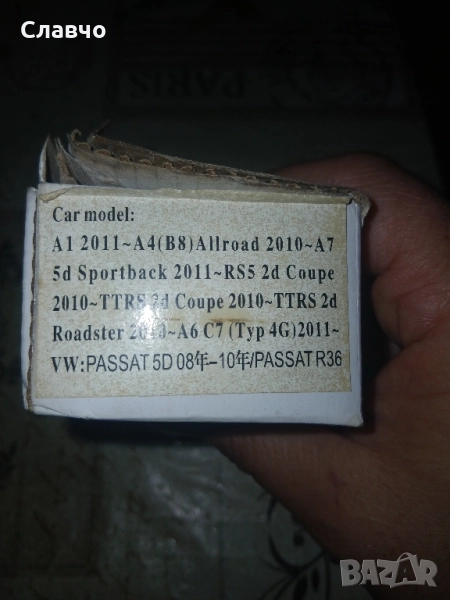 Славчо
PARIS
Car model:
A1 2011~A4(B8)Allroad 2010~A7
5d Sportback 2011~RS5 2d Coupe
2010~TTRS 2d Coupe 2010~TTRS 2d
Roadster 2010~A6 C7 (Typ 4G)2011~
VW:PASSAT 5D 08年-10年/PASSAT R36
BAZAR